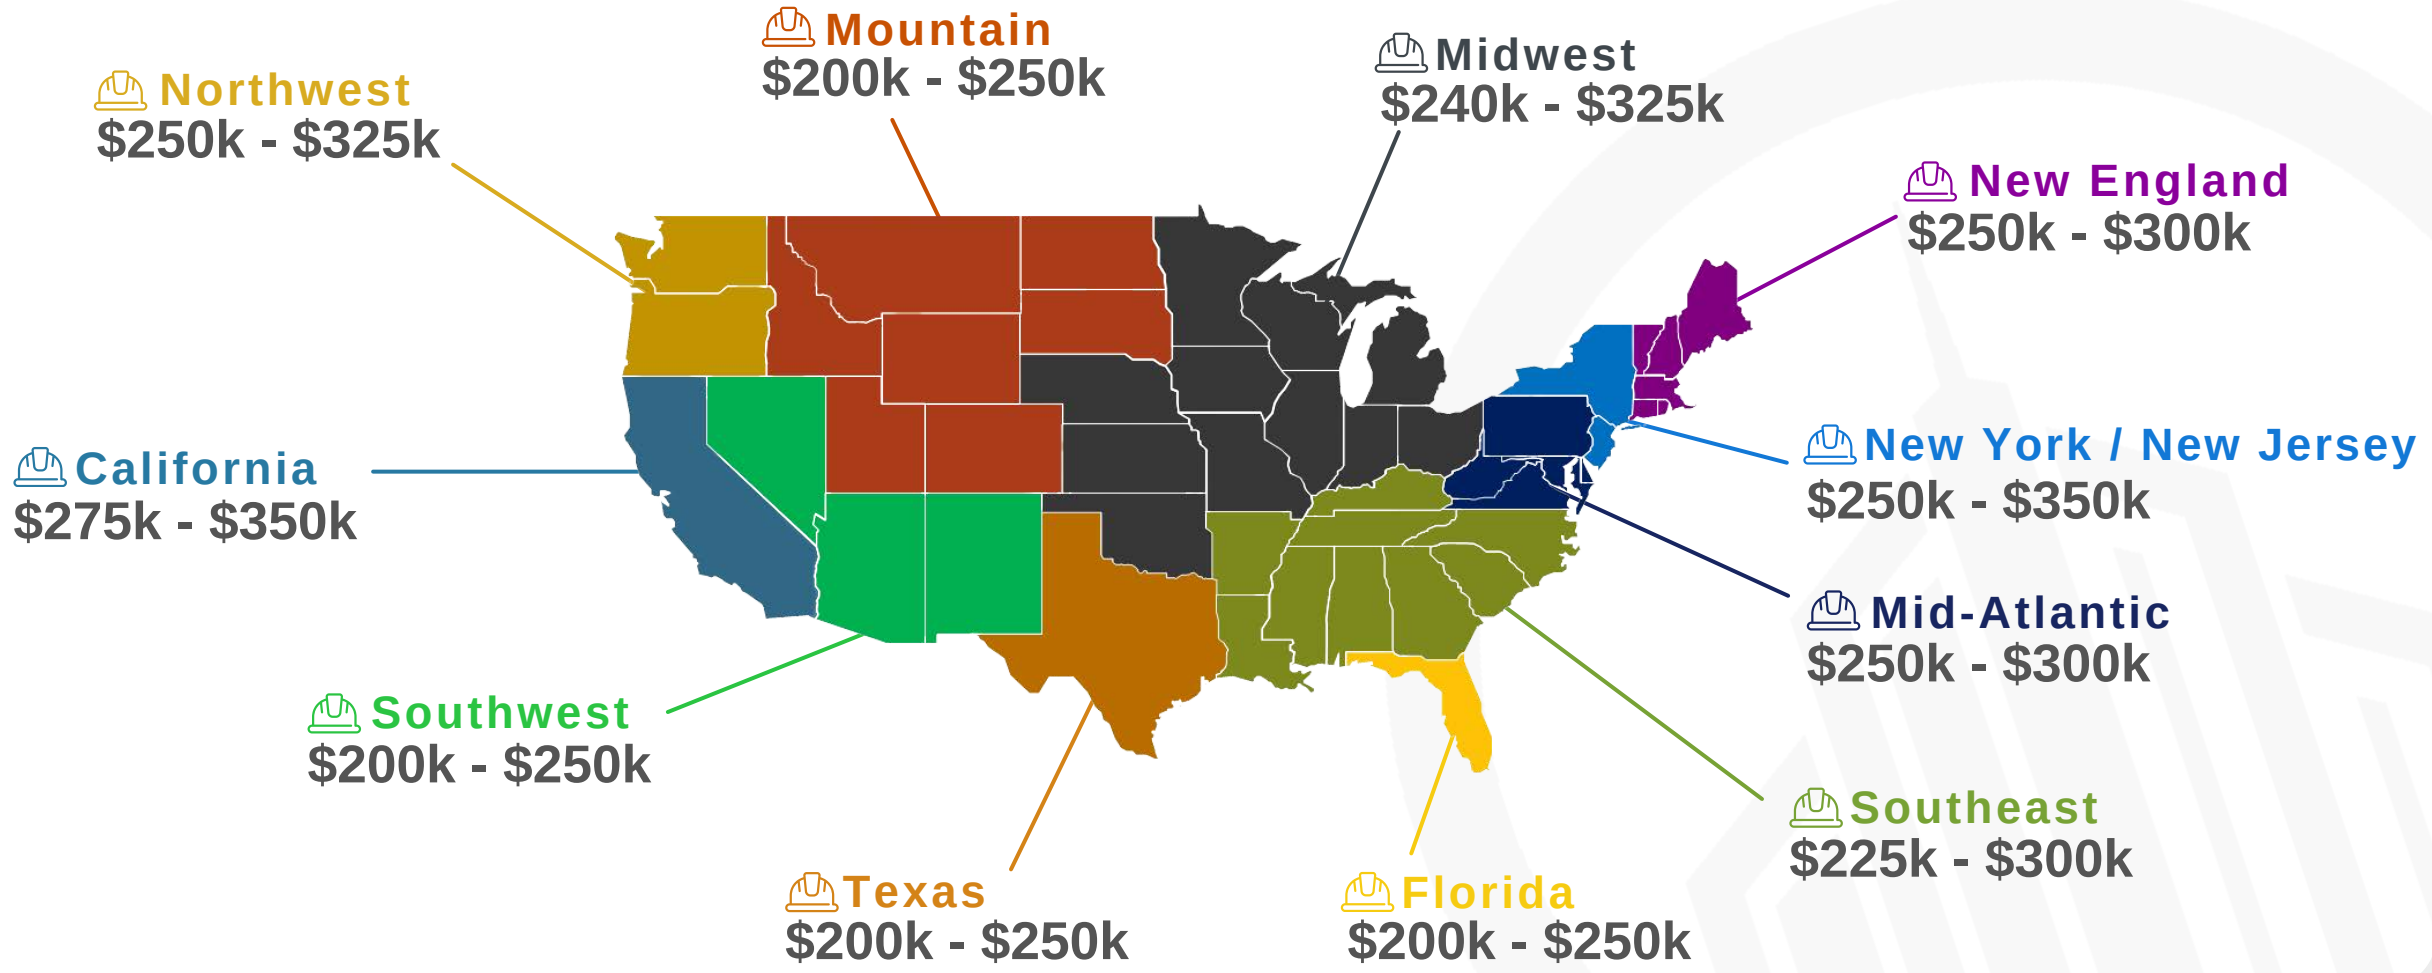 Mountain
$200k - $250k
Midwest
$240k - $325k
Northwest
$250k - $325k
New England
$250k - $300k
California
$275k - $350k
New York / New Jersey
$250k - $350k
Mid-Atlantic
$250k - $300k
Southwest
$200k - $250k
Southeast
$225k - $300k
Texas
$200k - $250k
Florida
$200k - $250k